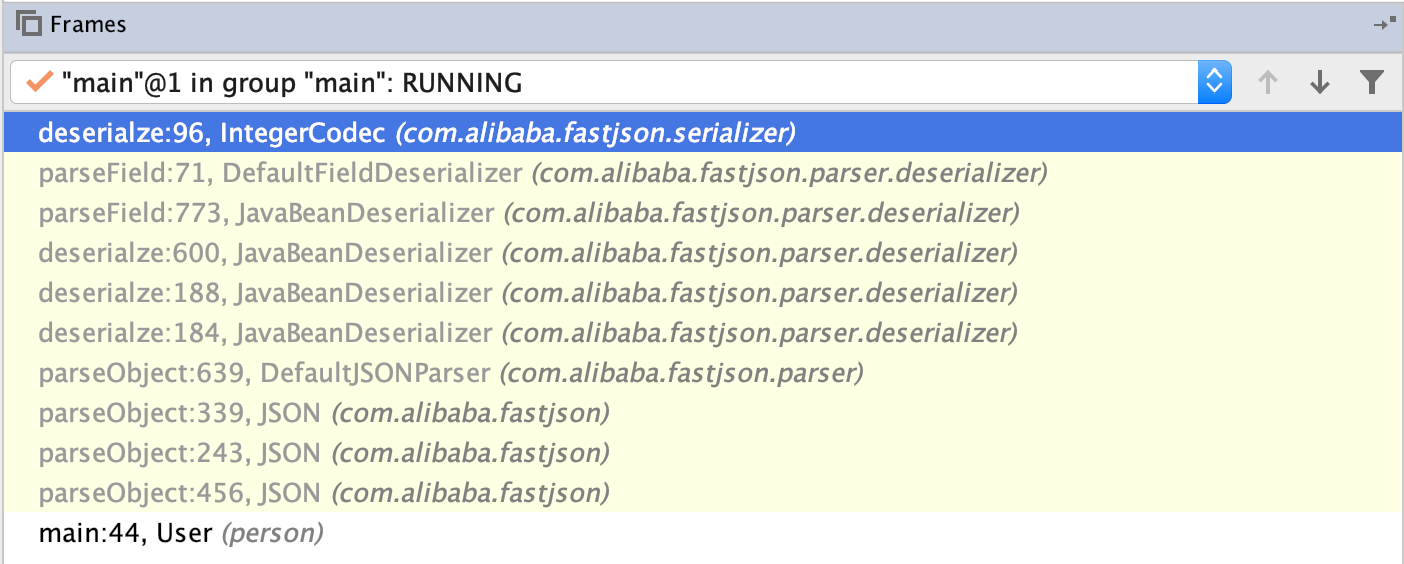 Frames
"main"@1 in group "main": RUNNING
deserialze:96, IntegerCodec (com.alibaba.fastjson.serializer)
parseField:71, DefaultFieldDeserializer (com.alibaba.fastjson.parser.deserializer)
parseField:773, JavaBeanDeserializer (com.alibaba.fastjson.parser.deserializer)
deserialze:600, JavaBeanDeserializer (com.alibaba.fastjson.parser.deserializer)
deserialze:188, JavaBeanDeserializer (com.alibaba.fastjson.parser.deserializer)
deserialze:184, JavaBeanDeserializer (com.alibaba.fastjson.parser.deserializer)
parseObject:639, DefaultJSONParser (com.alibaba.fastjson.parser)
parseObject:339, JSON (com.alibaba.fastjson)
parseObject:243, JSON (com.alibaba.fastjson)
parseObject:456, JSON (com.alibaba.fastjson)
main:44, User (person)